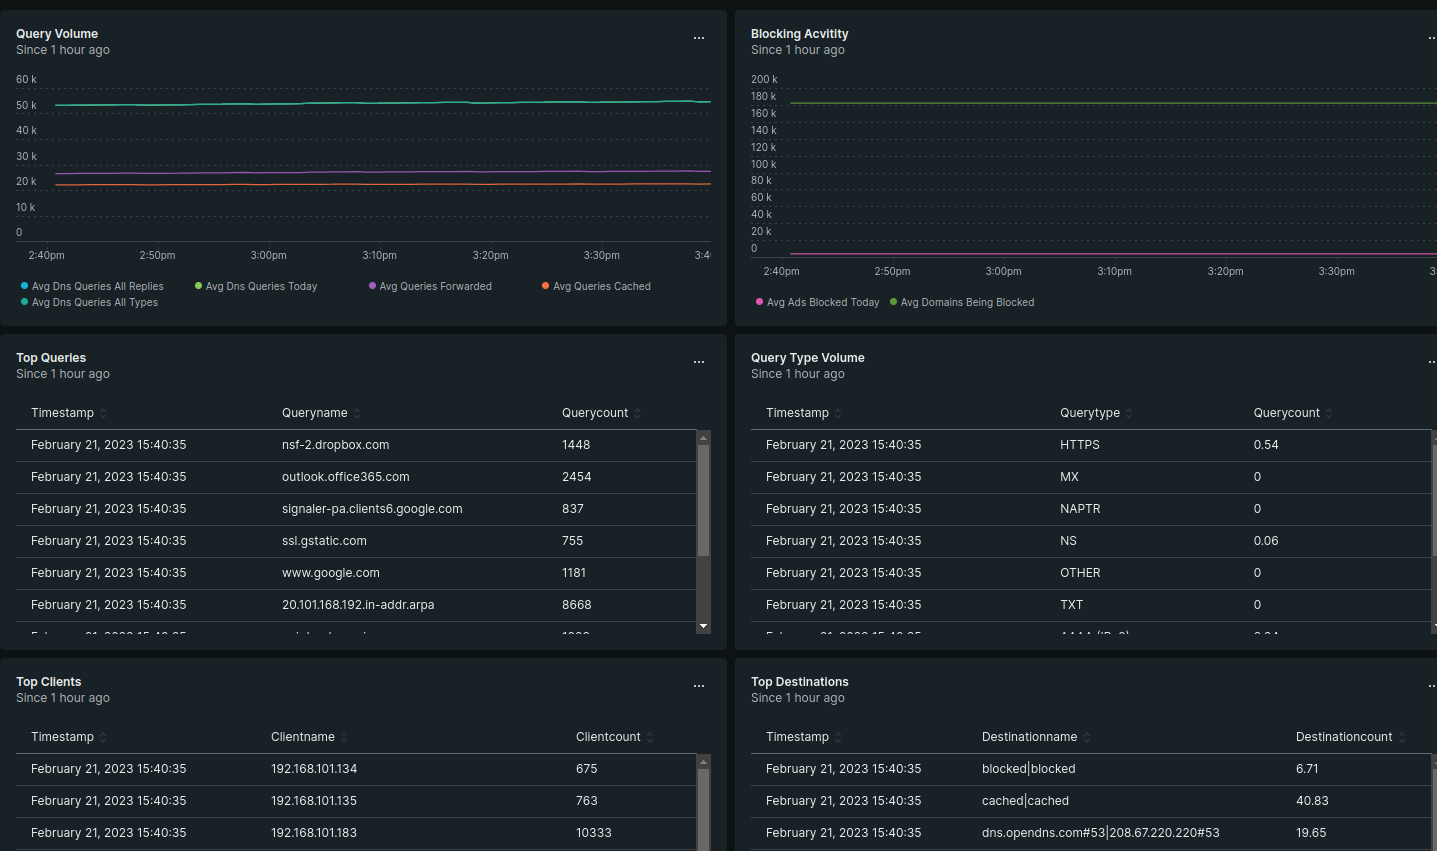 Query Volume
Since 1 hour ago
...
60 k
50 k
40 k
30 k
20 k
10 k
0
2:40pm 2:50pm 3:00pm 3:10pm 3:20pm 3:30pm 3:4
Avg Dns Queries All Replies Avg Dns Queries Today Avg Queries Forwarded Avg Queries Cached
Avg Dns Queries All Types
Blocking Acvitity
Since 1 hour ago
200 k
180 k
160 k
140 k
120 k
100 k
80 k
60 k
40 k
20 k
0
2:40pm 2:50pm 3:00pm 3:10pm 3:20pm 3:30pm 3:
Avg Ads Blocked Today Avg Domains Being Blocked
Top Queries
Since 1 hour ago
...
Timestamp Queryname Querycount
February 21, 2023 15:40:35 nsf-2.dropbox.com 1448
February 21, 2023 15:40:35 outlook.office365.com 2454
February 21, 2023 15:40:35 signaler-pa.clients6.google.com 837
February 21, 2023 15:40:35 ssl.gstatic.com 755
February 21, 2023 15:40:35 www.google.com 1181
February 21, 2023 15:40:35 20.101.168.192.in-addr.arpa 8668
Query Type Volume
Since 1 hour ago
Timestamp Querytype Querycount
February 21, 2023 15:40:35 HTTPS 0.54
February 21, 2023 15:40:35 MX 0
February 21, 2023 15:40:35 NAPTR 0
February 21, 2023 15:40:35 NS 0.06
February 21, 2023 15:40:35 OTHER 0
February 21, 2023 15:40:35 TXT 0
Top Clients
Since 1 hour ago
...
Timestamp Clientname Clientcount
February 21, 2023 15:40:35 192.168.101.134 675
February 21, 2023 15:40:35 192.168.101.135 763
February 21, 2023 15:40:35 192.168.101.183 10333
Top Destinations
Since 1 hour ago
Timestamp Destinationname Destinationcount
February 21, 2023 15:40:35 blocked|blocked 6.71
February 21, 2023 15:40:35 cached|cached 40.83
February 21, 2023 15:40:35 dns.opendns.com#53|208.67.220.220#53 19.65